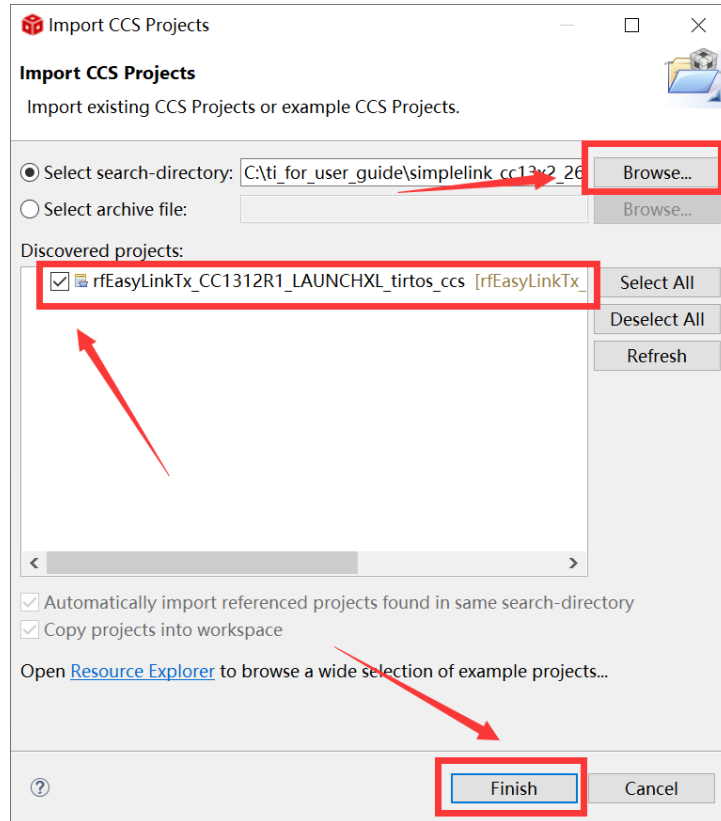 Import CCS Projects
Import CCS Projects
Import existing CCS Projects or example CCS Projects.
Select search-directory: C:\ti_for_user_guide\simplelink_cc13x2_26 Browse...
Select archive file: Browse...
Discovered projects:
rfEasyLinkTx_CC1312R1_LAUNCHXL_tirtos_ccs [rfEasyLinkTx_ Select All
Deselect All
Refresh
Automatically import referenced projects found in same search-directory
Copy projects into workspace
Open Resource Explorer to browse a wide selection of example projects...
? Finish Cancel